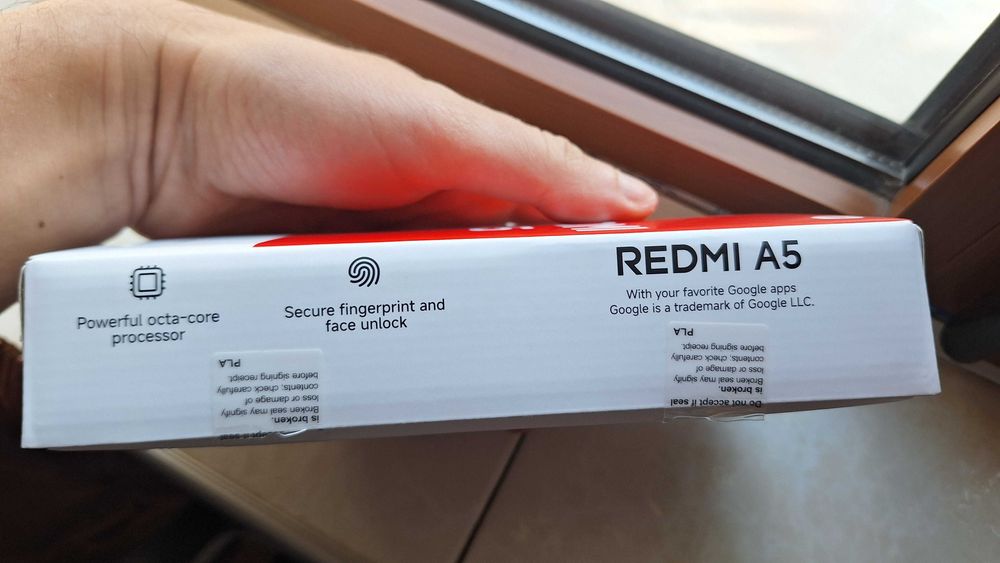 Powerful octa-core
processor
Secure fingerprint and
face unlock
REDMI A5
With your favorite Google apps
Google is a trademark of Google LLC.
is broken.
Broken seal may signify
loss or damage of
contents, check carefully
before signing receipt.
PLA
Do not accept if seal
is broken.
Broken seal may signify
loss or damage of
contents, check carefully
before signing receipt.
PLA